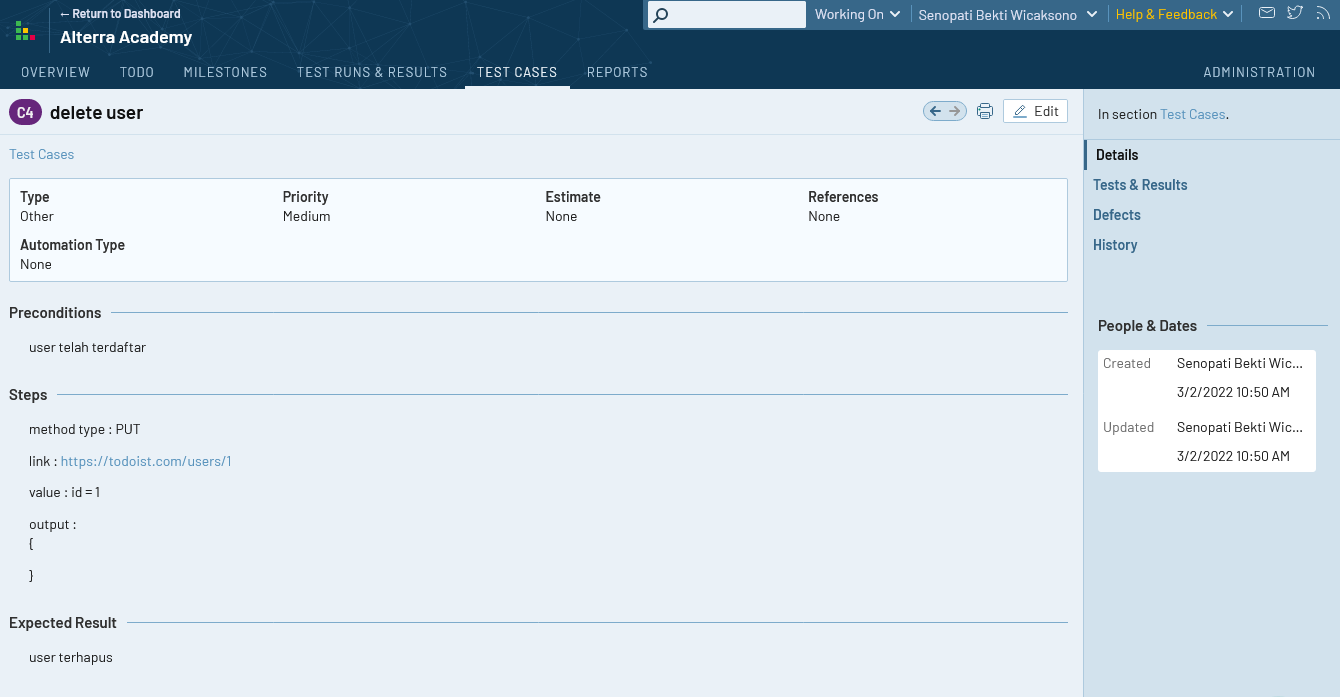 ← Return to Dashboard
Alterra Academy
Working On
Senopati Bekti Wicaksono
Help & Feedback
OVERVIEW TODO MILESTONES TEST RUNS & RESULTS TEST CASES REPORTS ADMINISTRATION
C4 delete user
Edit
In section Test Cases.
Test Cases
Details
Tests & Results
Defects
History
Type Priority Estimate References
Other Medium None None
Automation Type
None
Preconditions
user telah terdaftar
Steps
method type : PUT
link : https://todoist.com/users/1
value : id = 1
output :
{
}
Expected Result
user terhapus
People & Dates
Created Senopati Bekti Wic...
3/2/2022 10:50 AM
Updated Senopati Bekti Wic...
3/2/2022 10:50 AM